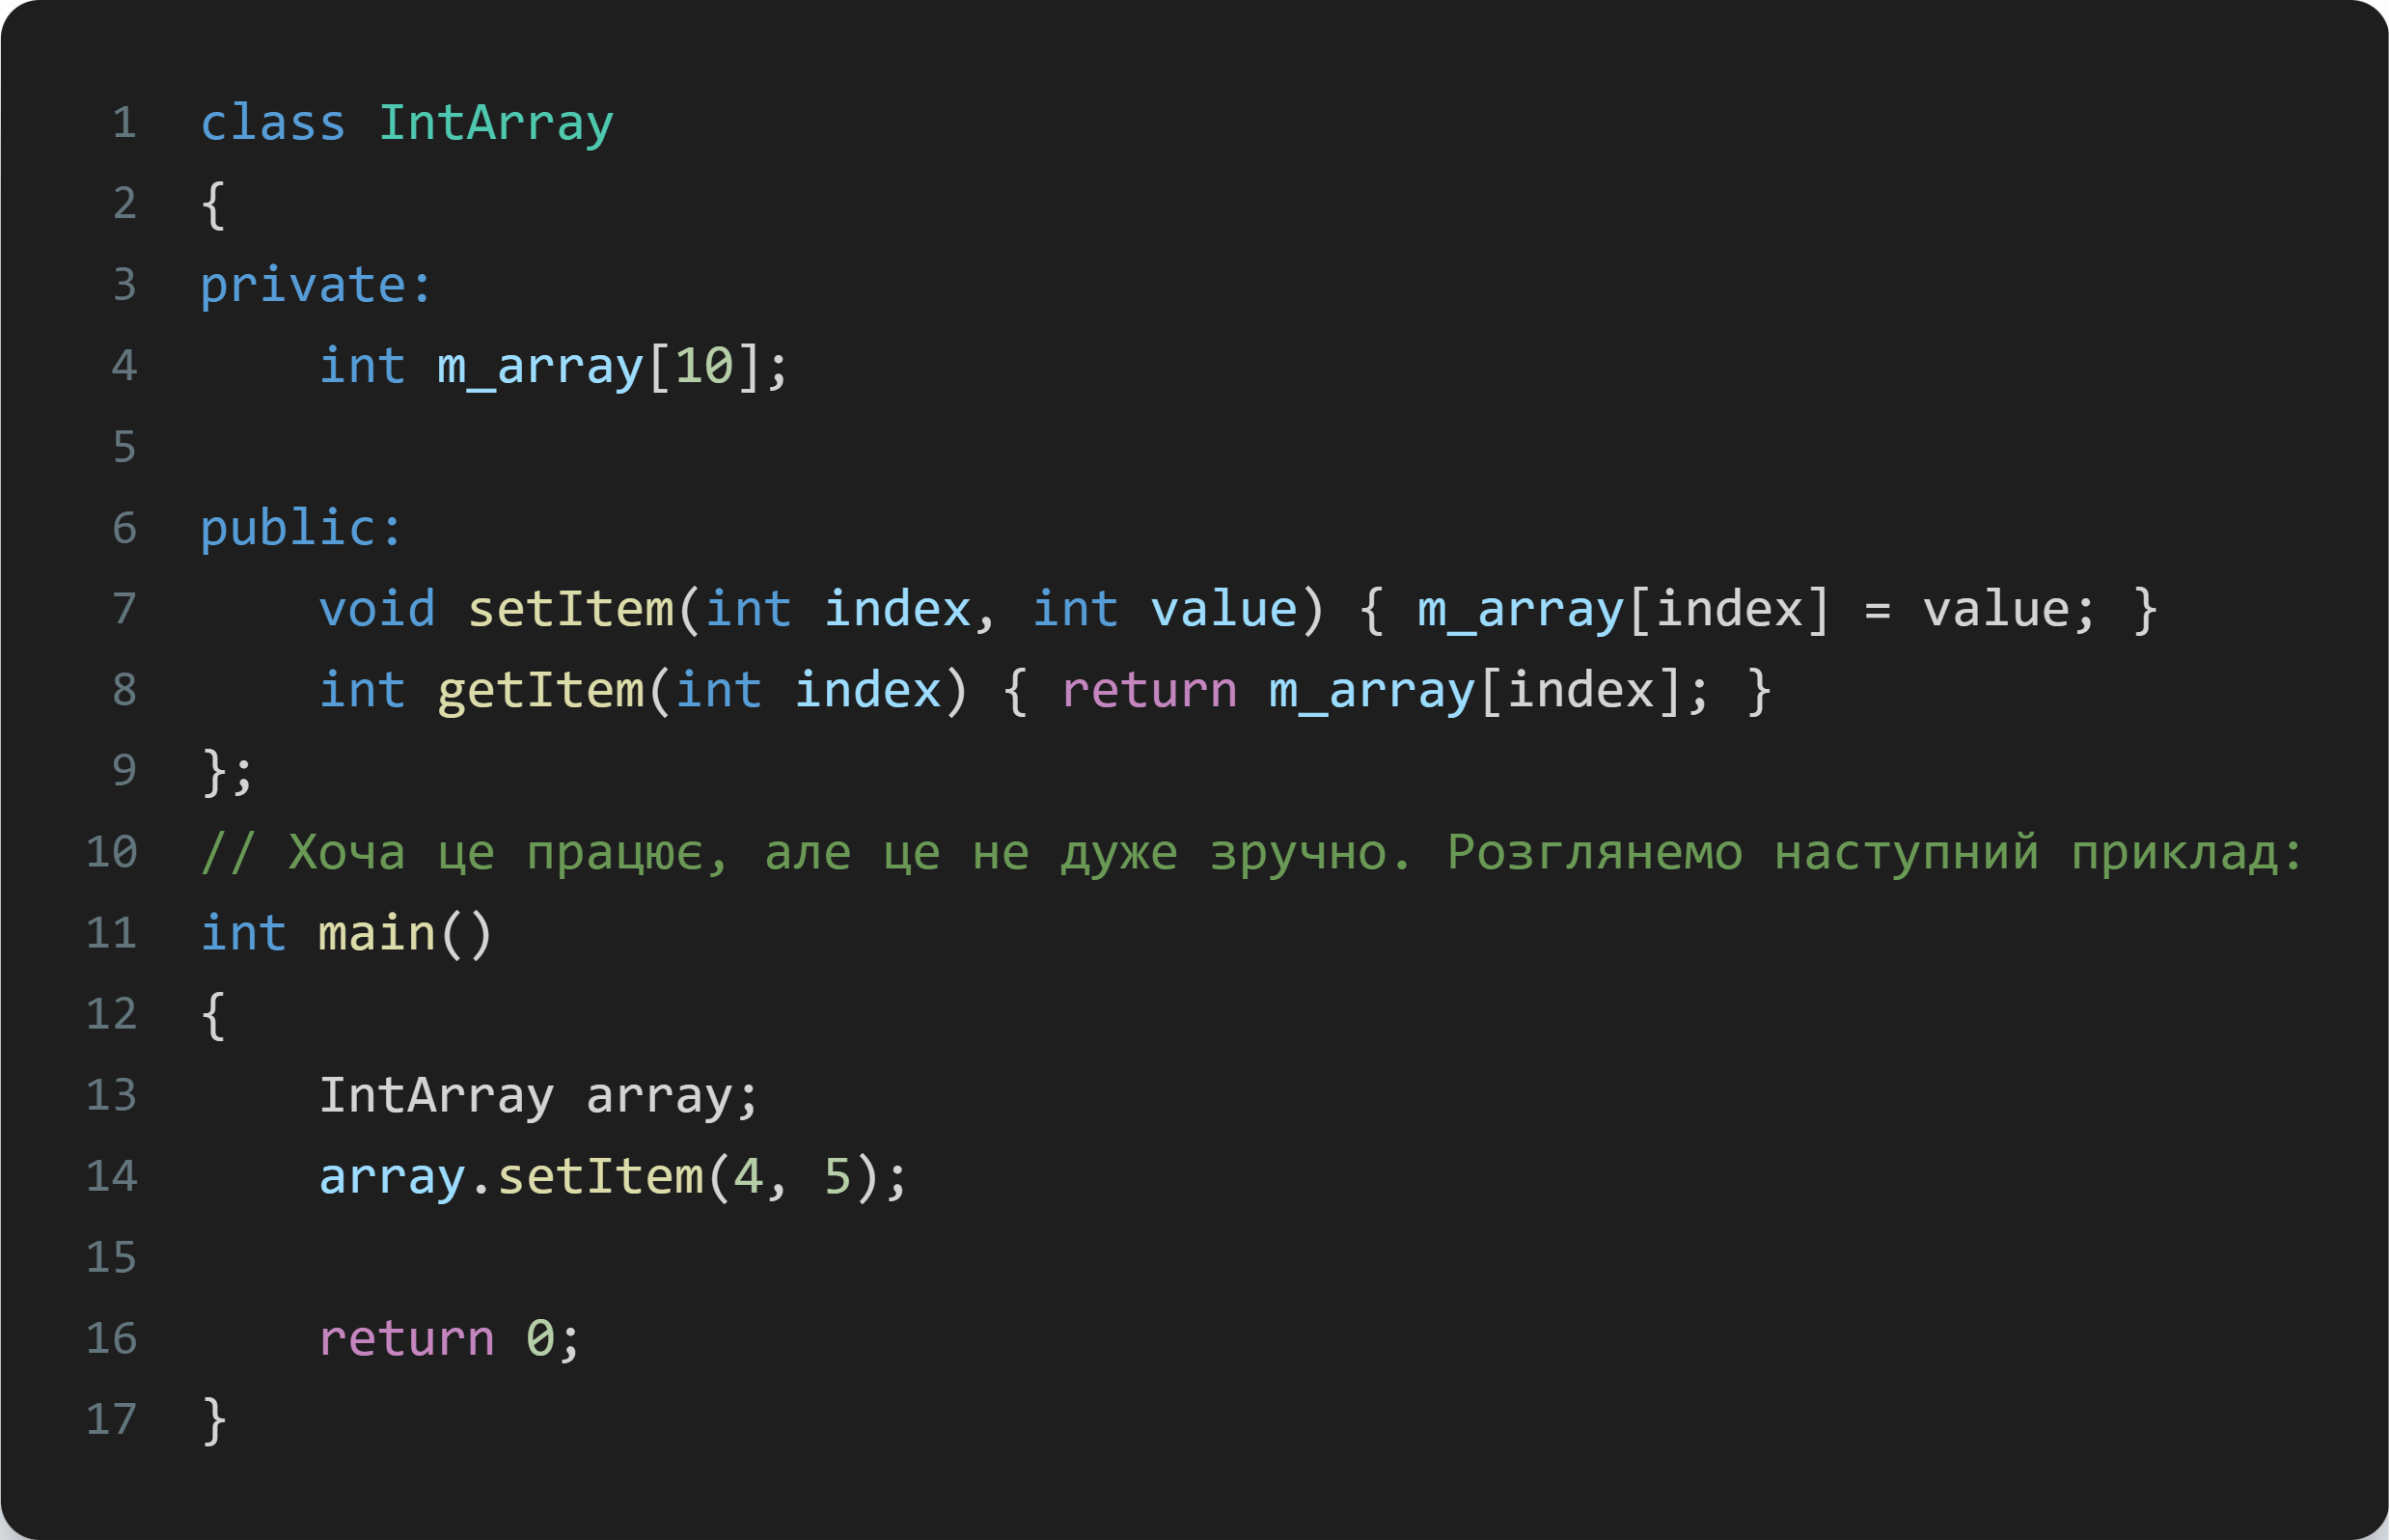 1 class IntArray
2 {
3 private:
4     int m_array[10];
5
6 public:
7     void setItem(int index, int value) { m_array[index] = value; }
8     int getItem(int index) { return m_array[index]; }
9 };
10 // Хоча це працює, але це не дуже зручно. Розглянемо наступний приклад:
11 int main()
12 {
13     IntArray array;
14     array.setItem(4, 5);
15
16     return 0;
17 }